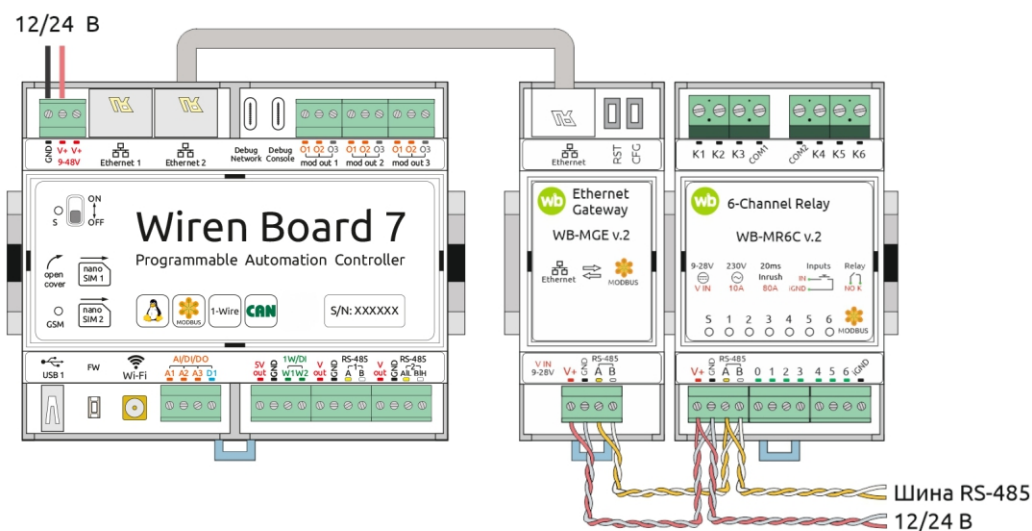 12/24 В
GND V+ V+
9-48V
Ethernet 1
Ethernet 2
Debug Network
Debug Console
O1 O2 O3
mod out 1
O1 O2 O3
mod out 2
O1 O2 O3
mod out 3
S
ON
OFF
Wiren Board 7
Programmable Automation Controller
open cover
nano SIM 1
GSM
nano SIM 2
MODBUS
1-Wire
CAN
S/N: XXXXXX
USB 1
FW
Wi-Fi
AI/DI/DO
A1 A2 A3 D1
1W/DI
5V out GND W1 W2
RS-485
1
V out GND A B
RS-485
2
V out GND
Ethernet
RST
CFG
wb
Ethernet
Gateway
WB-MGE v.2
Ethernet
MODBUS
V IN
9-28V
RS-485
V+ GND A B
K1 K2 K3 COM1
COM2 K4 K5 K6
wb
6-Channel Relay
WB-MR6C v.2
9-28V 230V 20ms Inputs Relay
Inrush
V IN 10A 80A
IN
iGND
NO K
S 1 2 3 4 5 6
MODBUS
RS-485
V+ GND A B 0 1 2 3 4 5 6 iGND
Шина RS-485
12/24 В